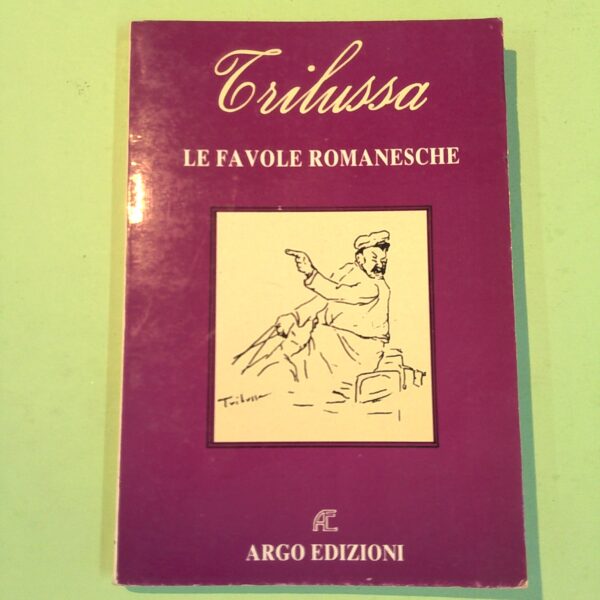 Trilussa
LE FAVOLE ROMANESCHE
Trilussa
AE
ARGO EDIZIONI